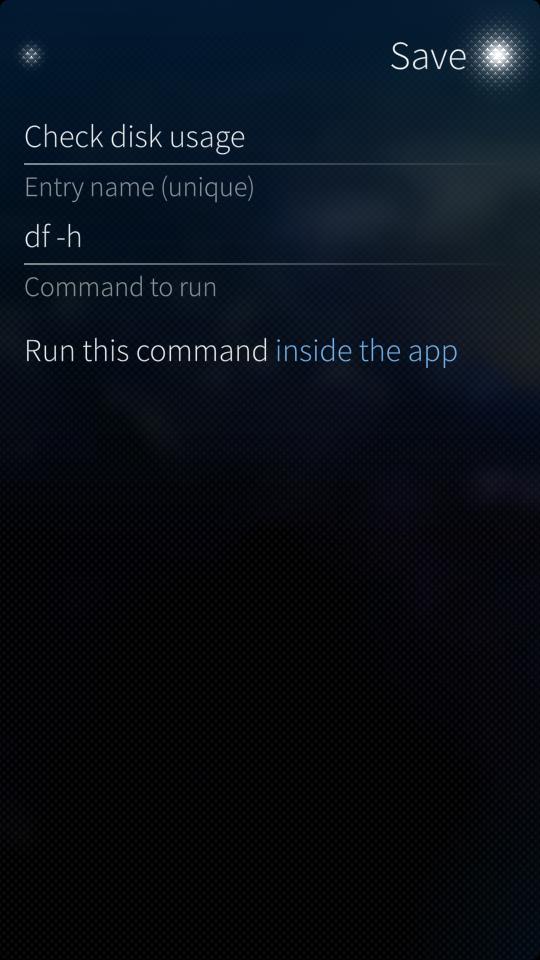 Save
Check disk usage
Entry name (unique)
df -h
Command to run
Run this command inside the app